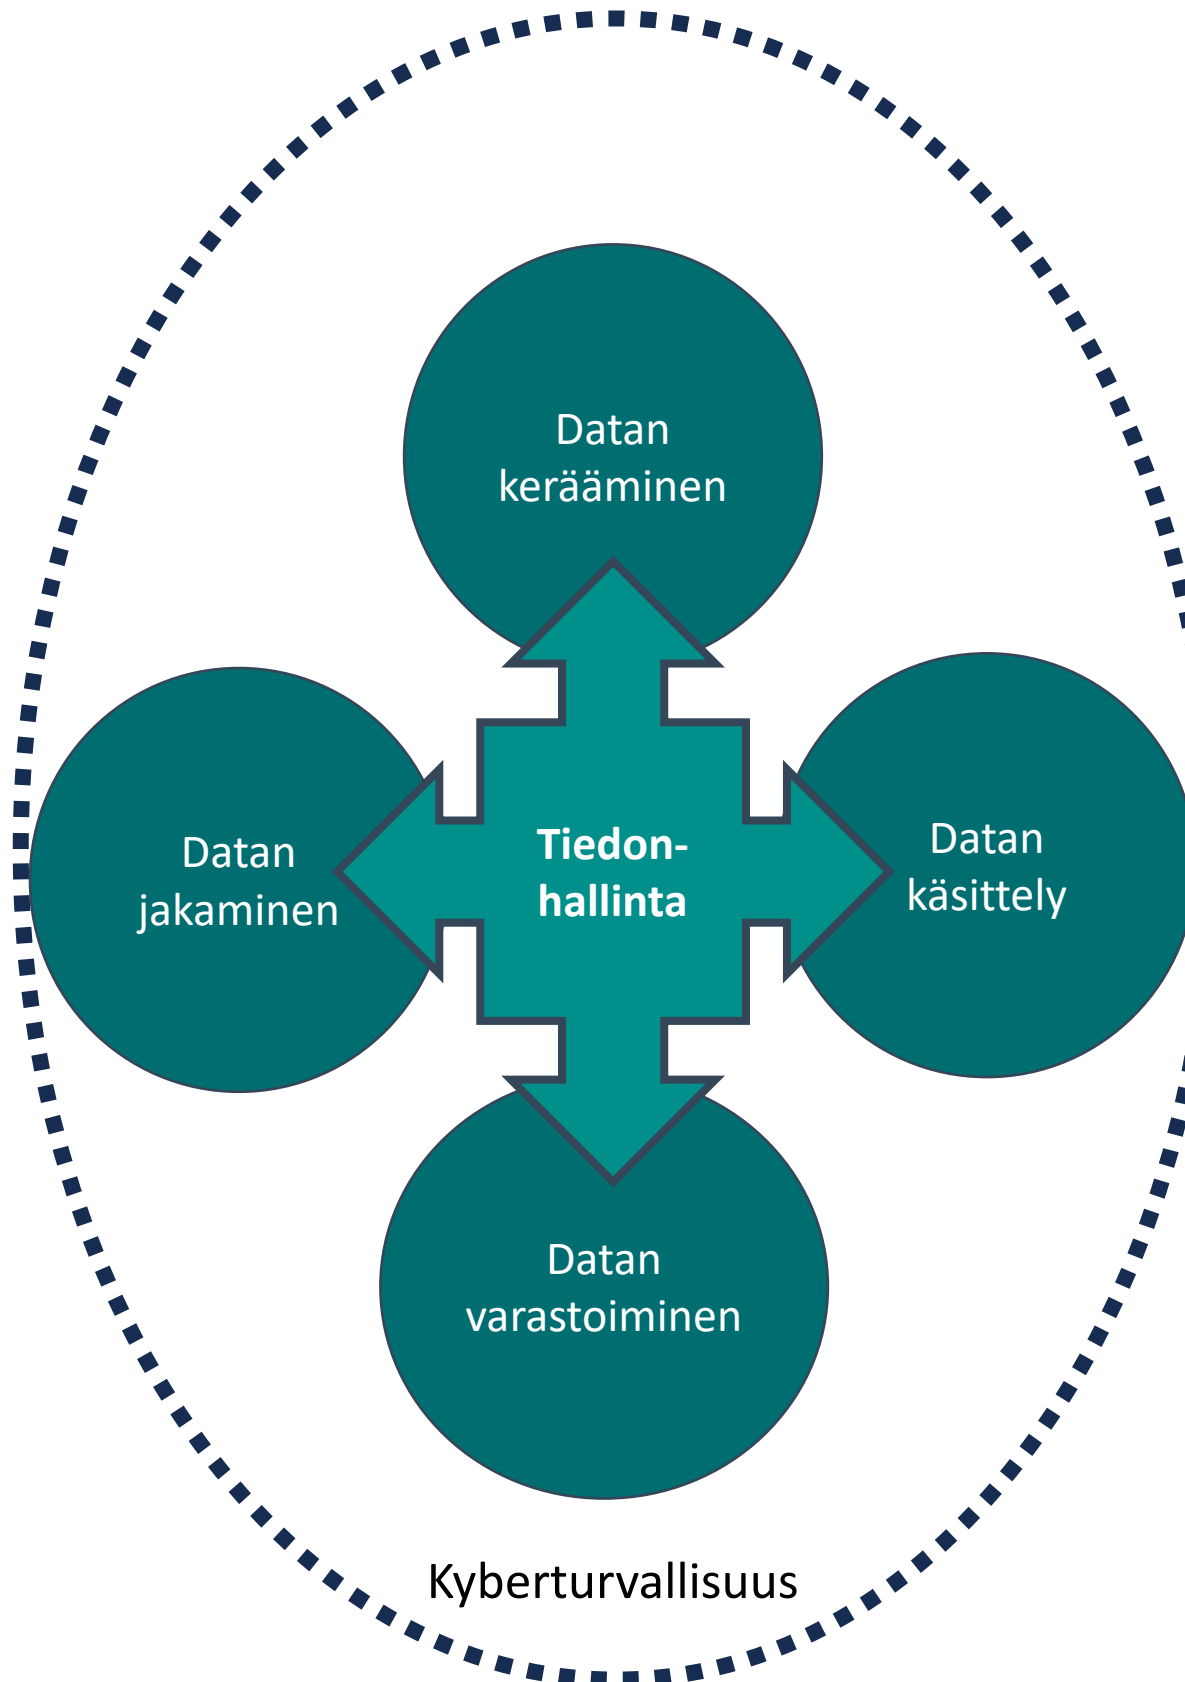 Datan
kerääminen
Datan
jakaminen
Tiedon-
hallinta
Datan
käsittely
Datan
varastoiminen
Kyberturvallisuus